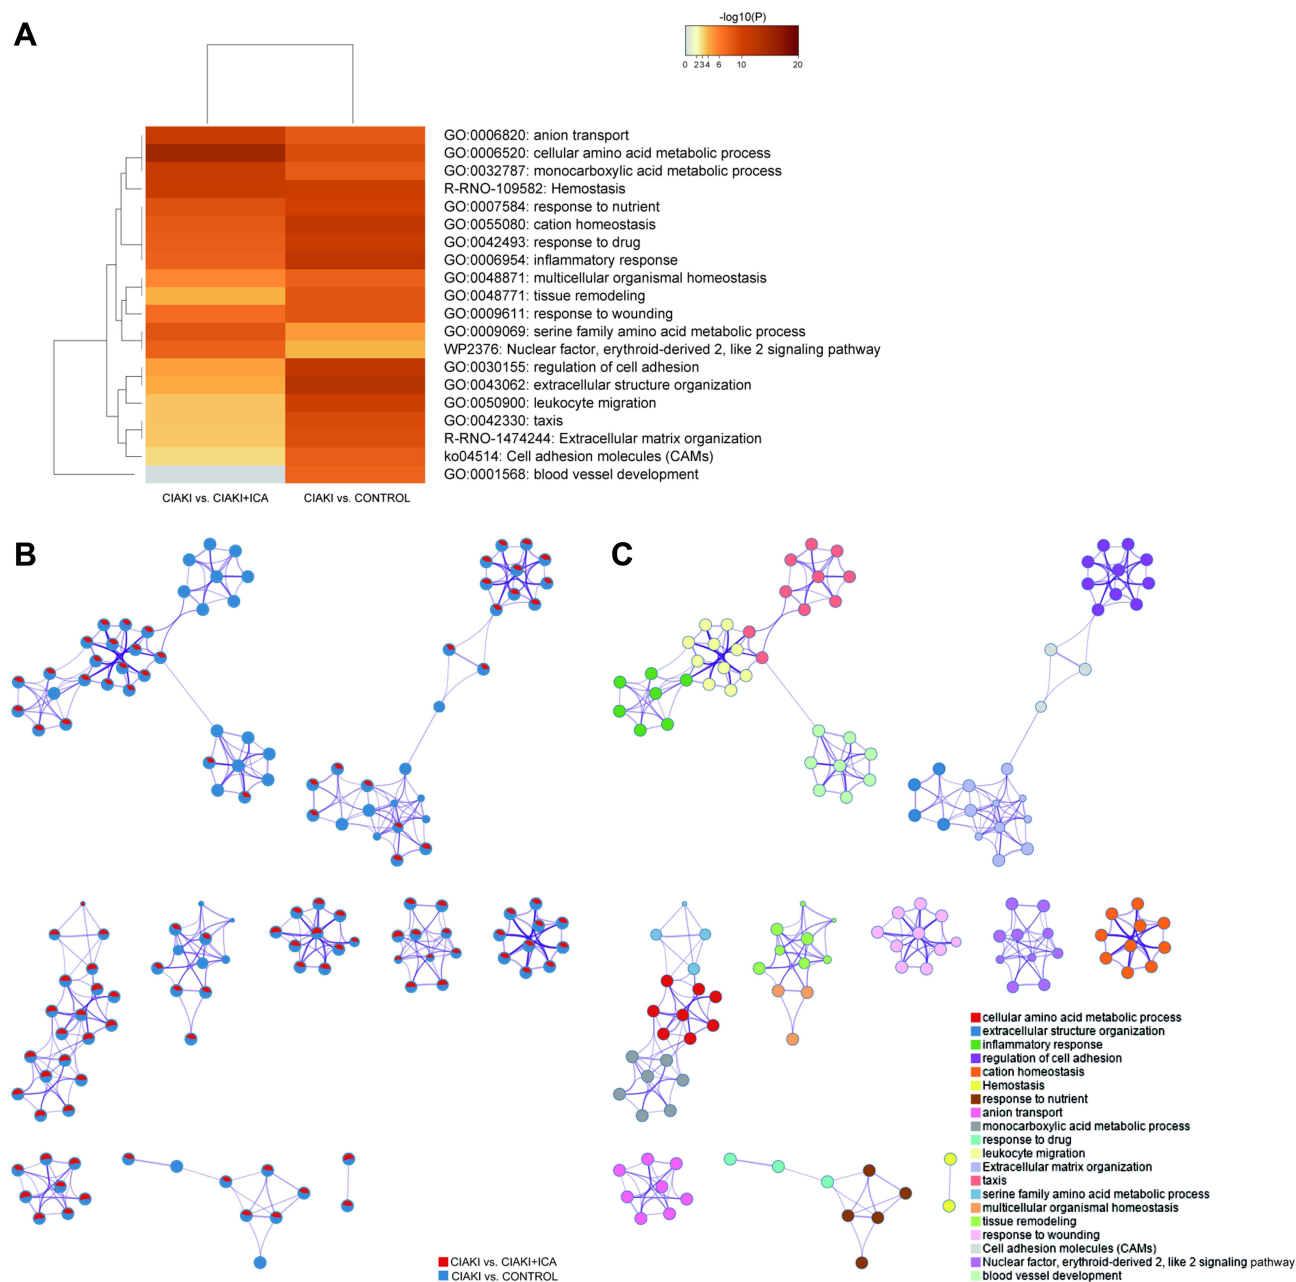 A
-log10(P)
0 2 3 4 6 10 20
GO:0006820: anion transport
GO:0006520: cellular amino acid metabolic process
GO:0032787: monocarboxylic acid metabolic process
R-RNO-109582: Hemostasis
GO:0007584: response to nutrient
GO:0055080: cation homeostasis
GO:0042493: response to drug
GO:0006954: inflammatory response
GO:0048871: multicellular organismal homeostasis
GO:0048771: tissue remodeling
GO:0009611: response to wounding
GO:0009069: serine family amino acid metabolic process
WP2376: Nuclear factor, erythroid-derived 2, like 2 signaling pathway
GO:0030155: regulation of cell adhesion
GO:0043062: extracellular structure organization
GO:0050900: leukocyte migration
GO:0042330: taxis
R-RNO-1474244: Extracellular matrix organization
ko04514: Cell adhesion molecules (CAMs)
GO:0001568: blood vessel development
CIAKI vs. CIAKI+ICA CIAKI vs. CONTROL
B
CIAKI vs. CIAKI+ICA
CIAKI vs. CONTROL
C
cellular amino acid metabolic process
extracellular structure organization
inflammatory response
regulation of cell adhesion
cation homeostasis
Hemostasis
response to nutrient
anion transport
monocarboxylic acid metabolic process
response to drug
leukocyte migration
Extracellular matrix organization
taxis
serine family amino acid metabolic process
multicellular organismal homeostasis
tissue remodeling
response to wounding
Cell adhesion molecules (CAMs)
Nuclear factor, erythroid-derived 2, like 2 signaling pathway
blood vessel development